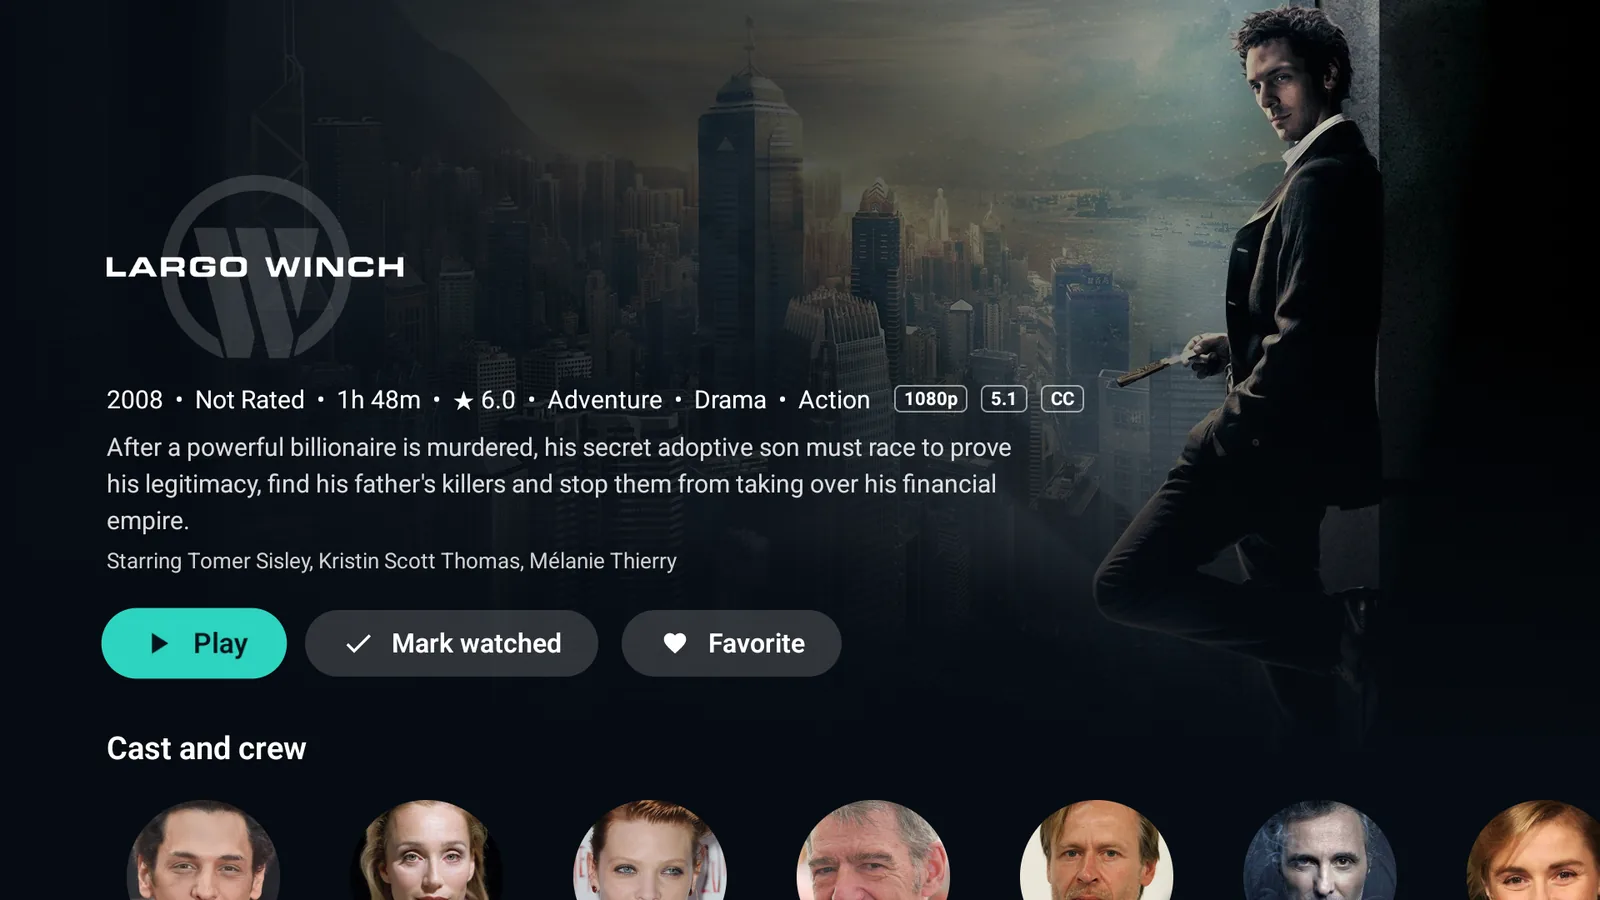 LARGO WINCH
2008 • Not Rated • 1h 48m • ★ 6.0 • Adventure • Drama • Action 1080p 5.1 CC
After a powerful billionaire is murdered, his secret adoptive son must race to prove
his legitimacy, find his father's killers and stop them from taking over his financial
empire.
Starring Tomer Sisley, Kristin Scott Thomas, Mélanie Thierry
Play
Mark watched
Favorite
Cast and crew